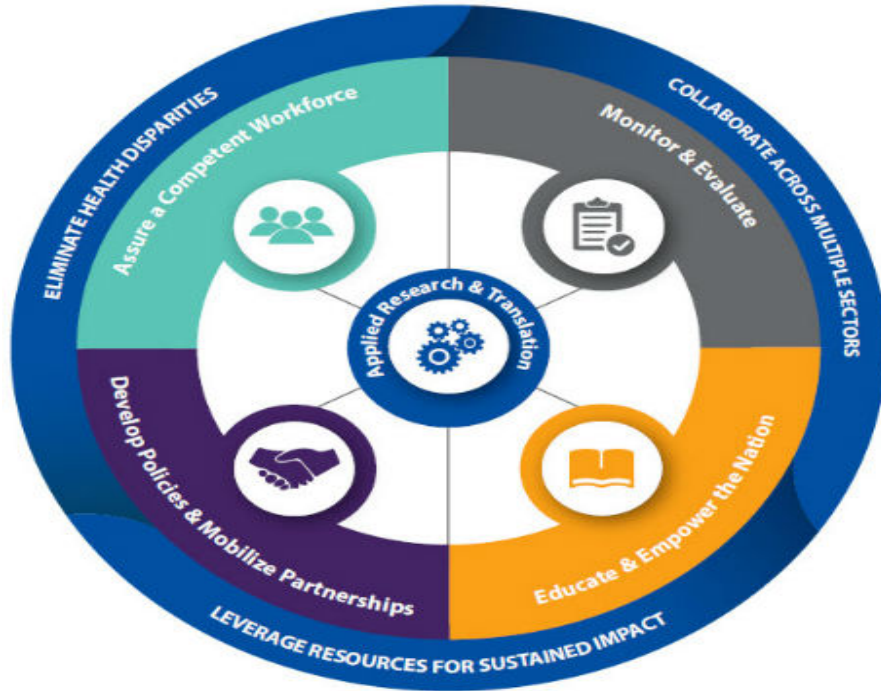 ELIMINATE HEALTH DISPARITIES
COLLABORATE ACROSS MULTIPLE SECTORS
Assure a Competent Workforce
Monitor & Evaluate
Applied Research & Translation
Develop Policies & Mobilize Partnerships
Educate & Empower the Nation
LEVERAGE RESOURCES FOR SUSTAINED IMPACT